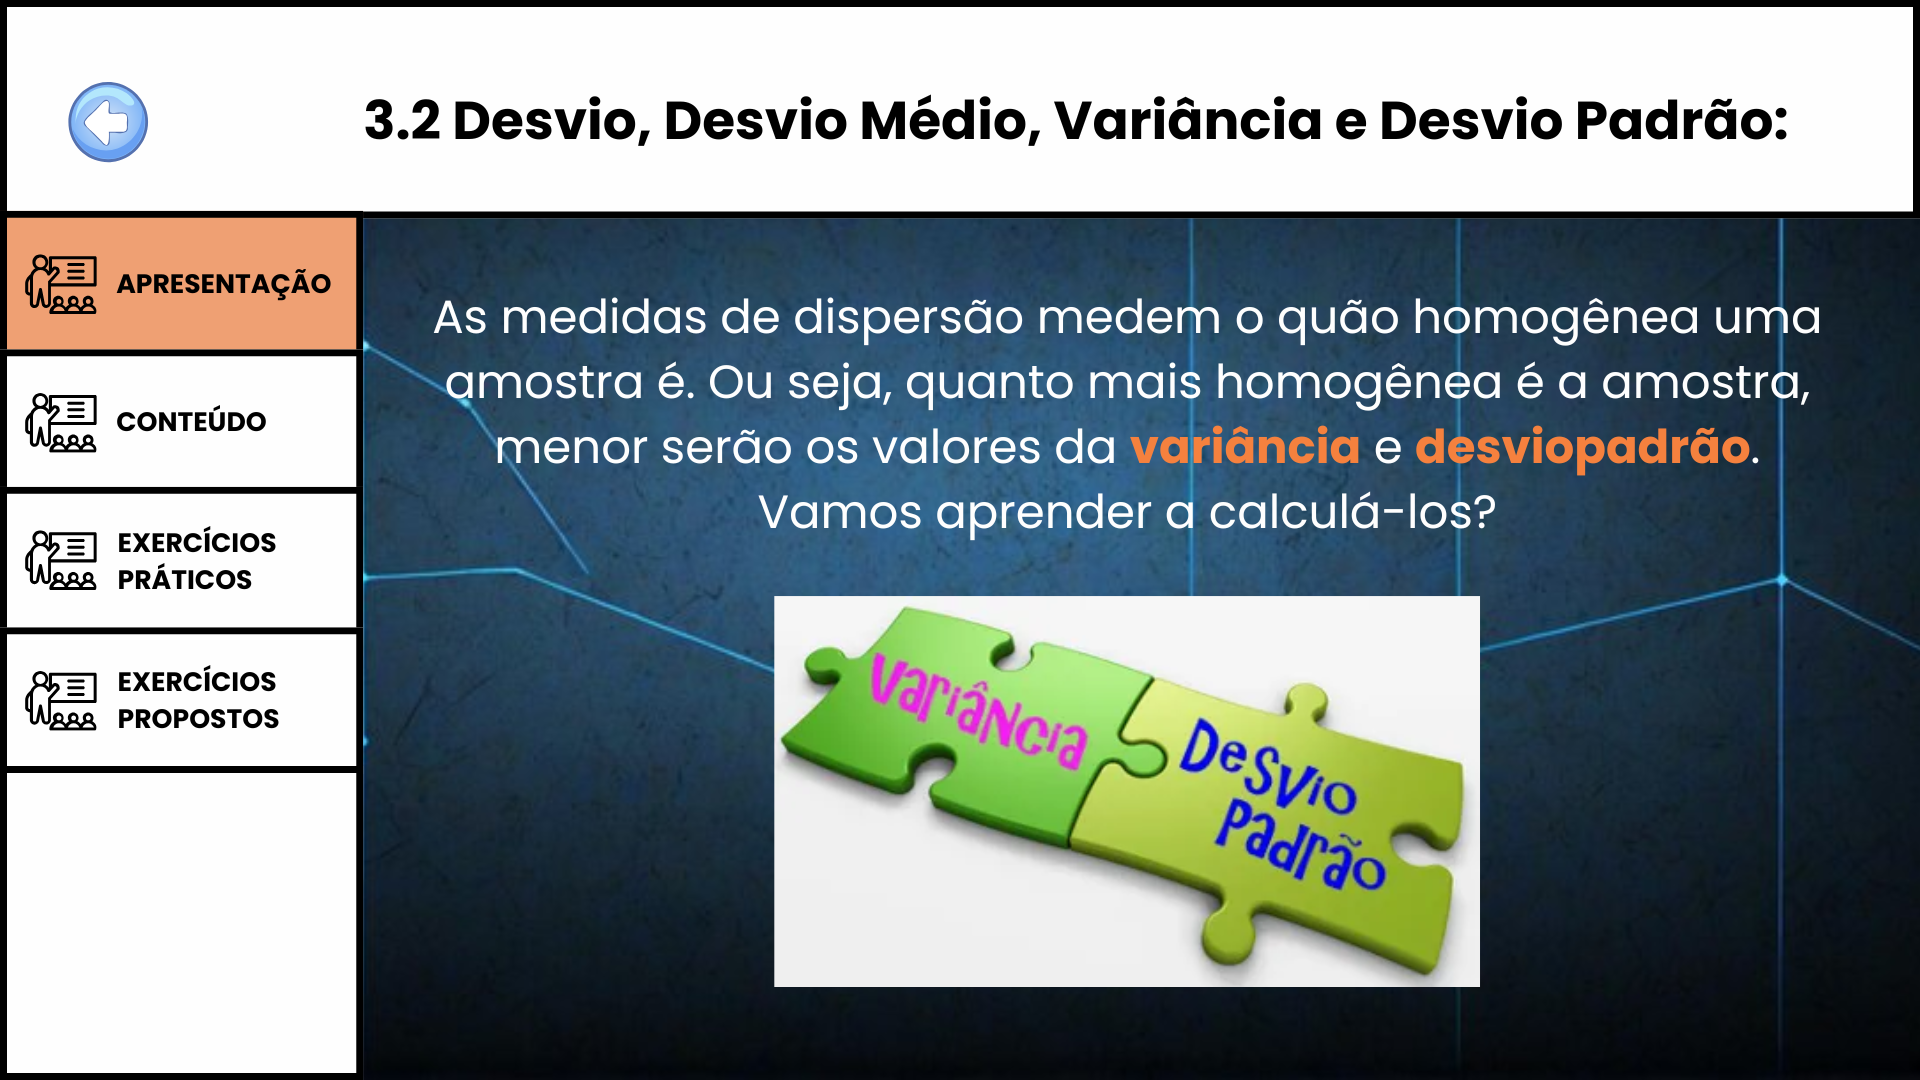 3.2 Desvio, Desvio Médio, Variância e Desvio Padrão:
APRESENTAÇÃO
CONTEÚDO
EXERCÍCIOS
PRÁTICOS
EXERCÍCIOS
PROPOSTOS
As medidas de dispersão medem o quão homogênea uma
amostra é. Ou seja, quanto mais homogênea é a amostra,
menor serão os valores da variância e desviopadrão.
Vamos aprender a calculá-los?
Variância
Desvio
Padrão